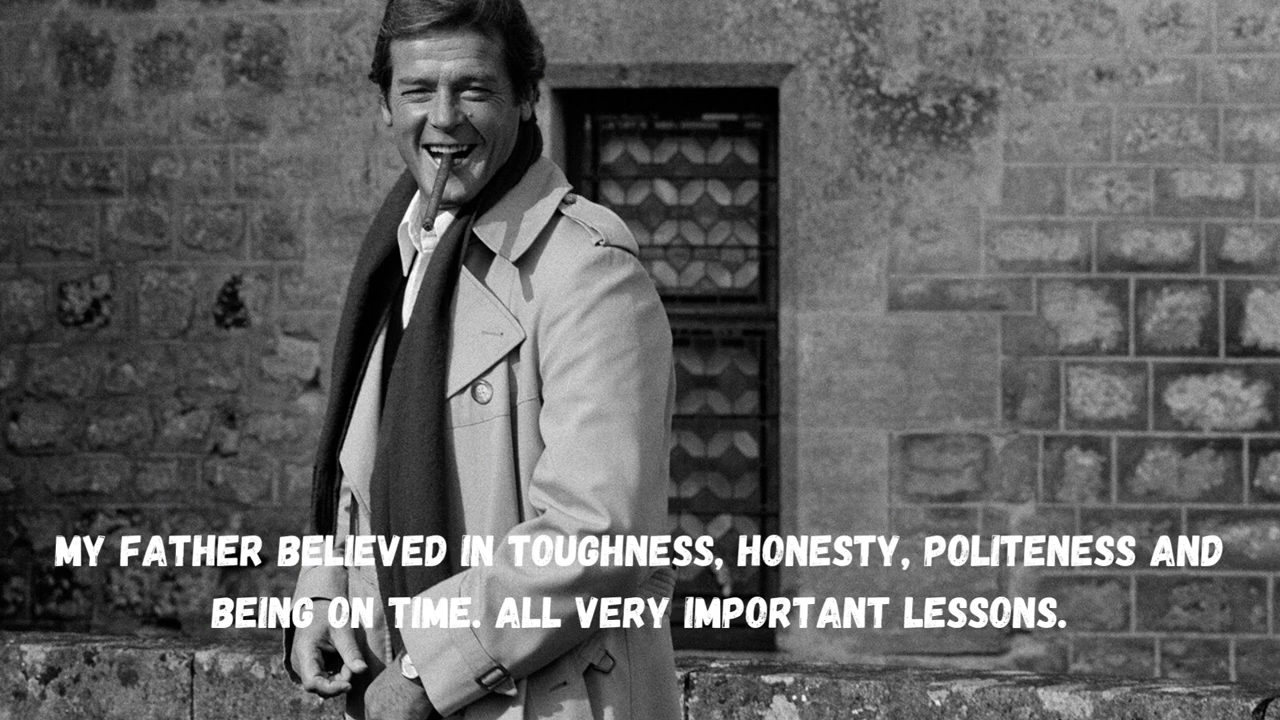 MY FATHER BELIEVED IN TOUGHNESS, HONESTY, POLITENESS AND
BEING ON TIME. ALL VERY IMPORTANT LESSONS.